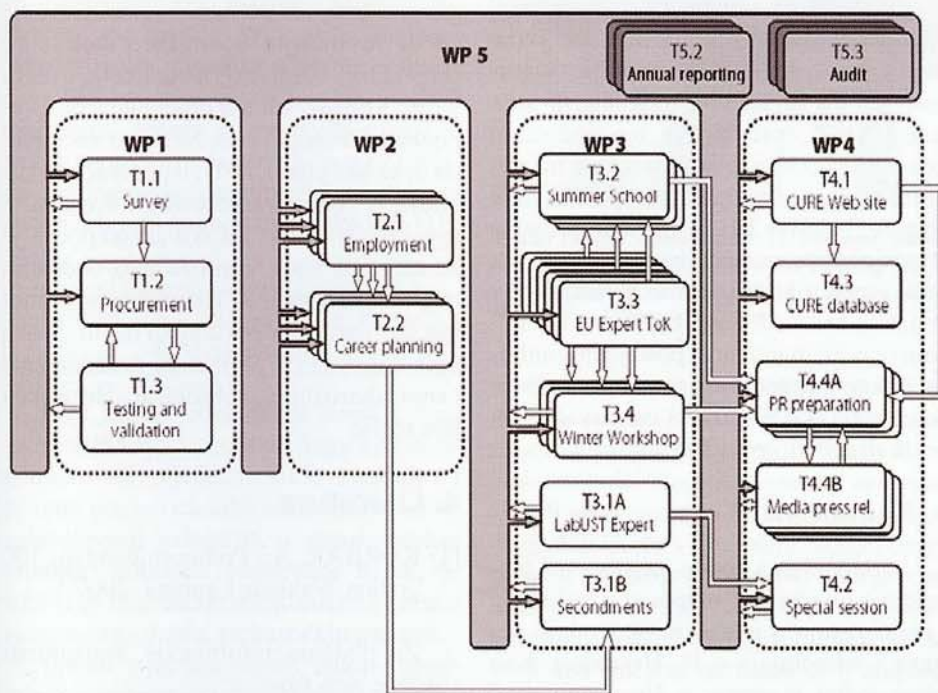 WP 5
T5.2
Annual reporting
T5.3
Audit
WP1
T1.1
Survey
T1.2
Procurement
T1.3
Testing and
validation
WP2
T2.1
Employment
T2.2
Career planning
WP3
T3.2
Summer School
T3.3
EU Expert ToK
T3.4
Winter Workshop
T3.1A
LabUST Expert
T3.1B
Secondments
WP4
T4.1
CURE Web site
T4.3
CURE database
T4.4A
PR preparation
T4.4B
Media press rel.
T4.2
Special session